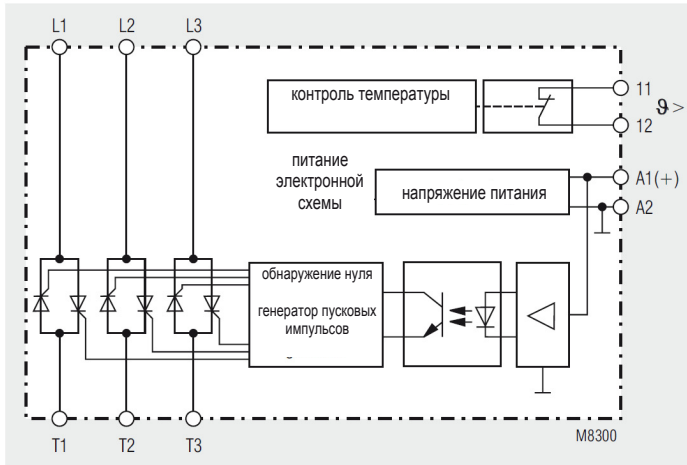 L1 L2 L3
контроль температуры
11
ϑ >
12
питание
электронной
схемы
напряжение питания
A1(+)
A2
обнаружение нуля
генератор пусковых
импульсов
M8300
T1 T2 T3